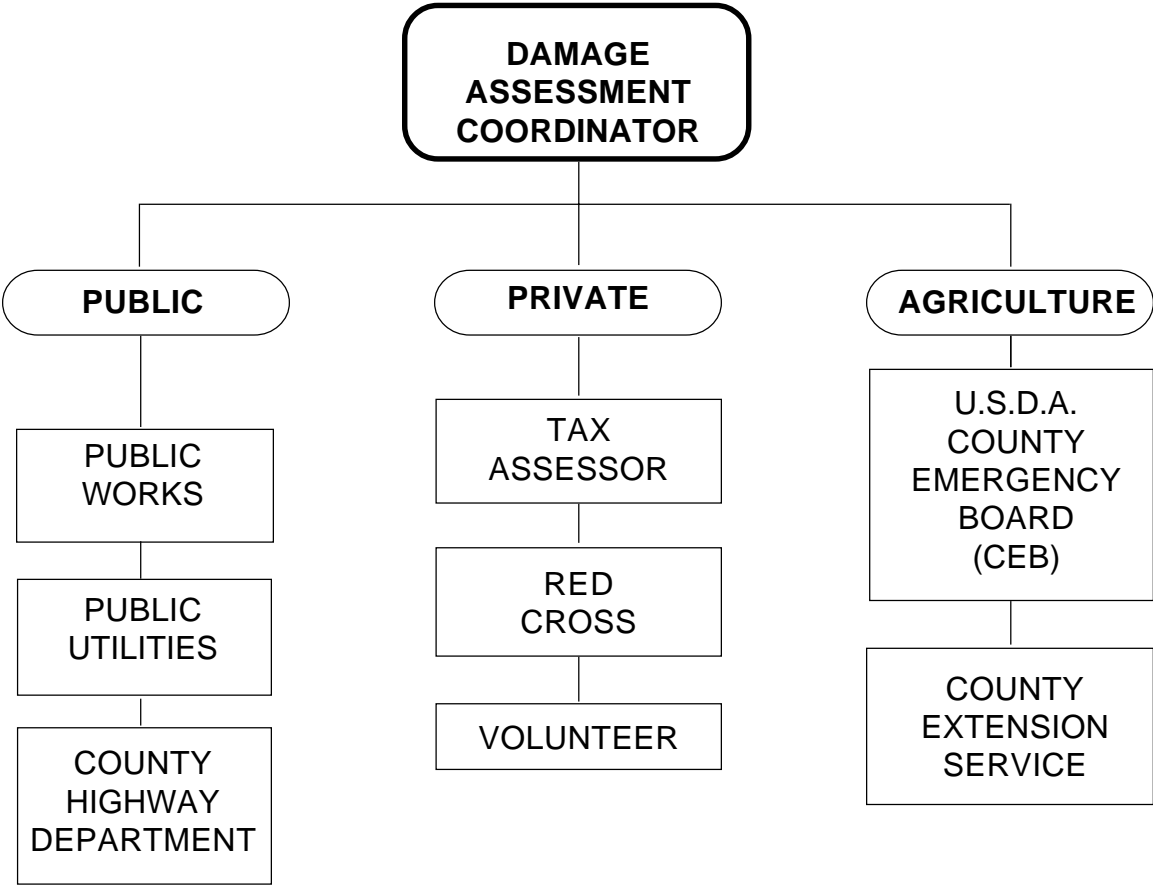 DAMAGE
ASSESSMENT
COORDINATOR
PUBLIC
PRIVATE
AGRICULTURE
PUBLIC
WORKS
PUBLIC
UTILITIES
COUNTY
HIGHWAY
DEPARTMENT
TAX
ASSESSOR
RED
CROSS
VOLUNTEER
U.S.D.A.
COUNTY
EMERGENCY
BOARD
(CEB)
COUNTY
EXTENSION
SERVICE